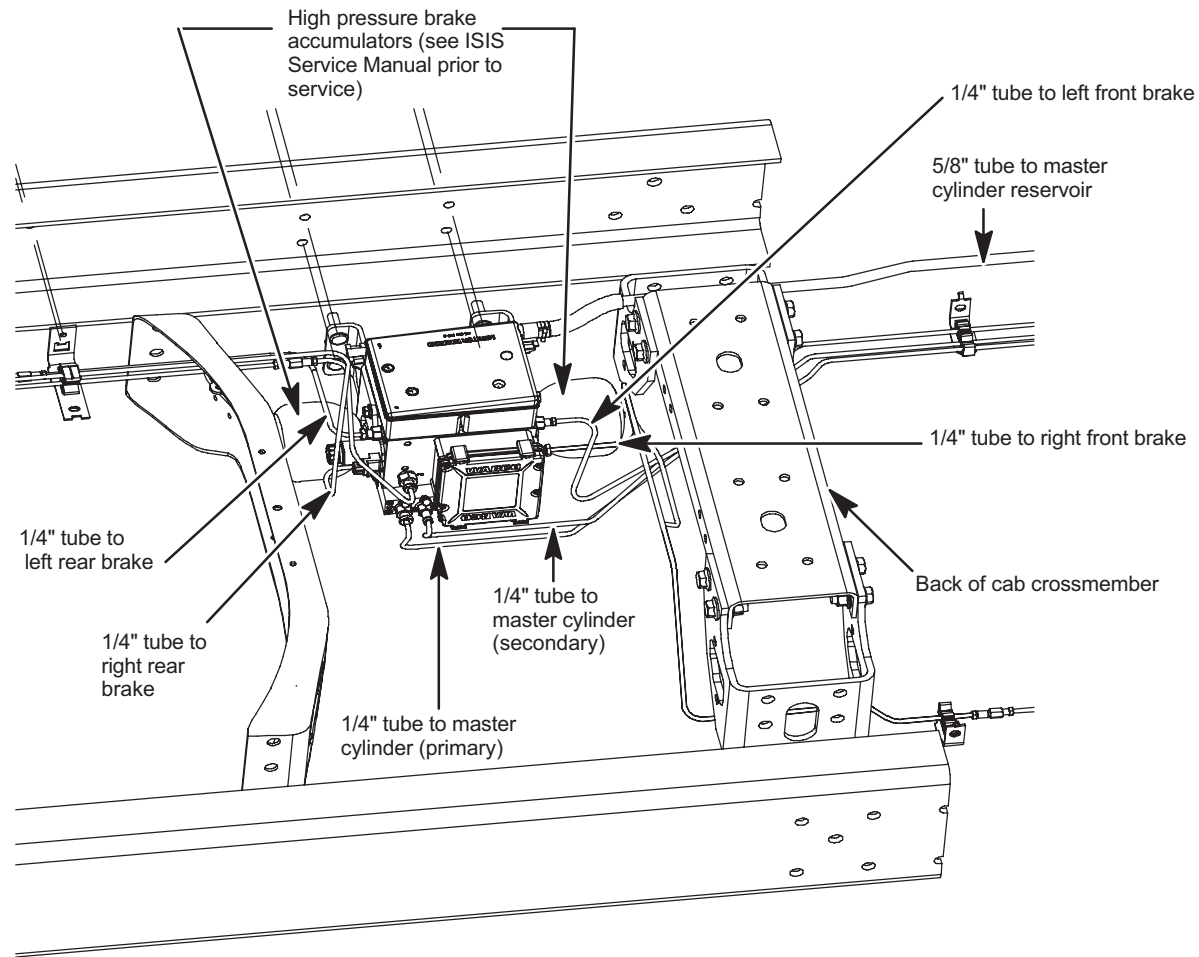 High pressure brake
accumulators (see ISIS
Service Manual prior to
service)
1/4" tube to left front brake
5/8" tube to master
cylinder reservoir
1/4" tube to right front brake
1/4" tube to
left rear brake
Back of cab crossmember
1/4" tube to
master cylinder
(secondary)
1/4" tube to
right rear
brake
1/4" tube to master
cylinder (primary)